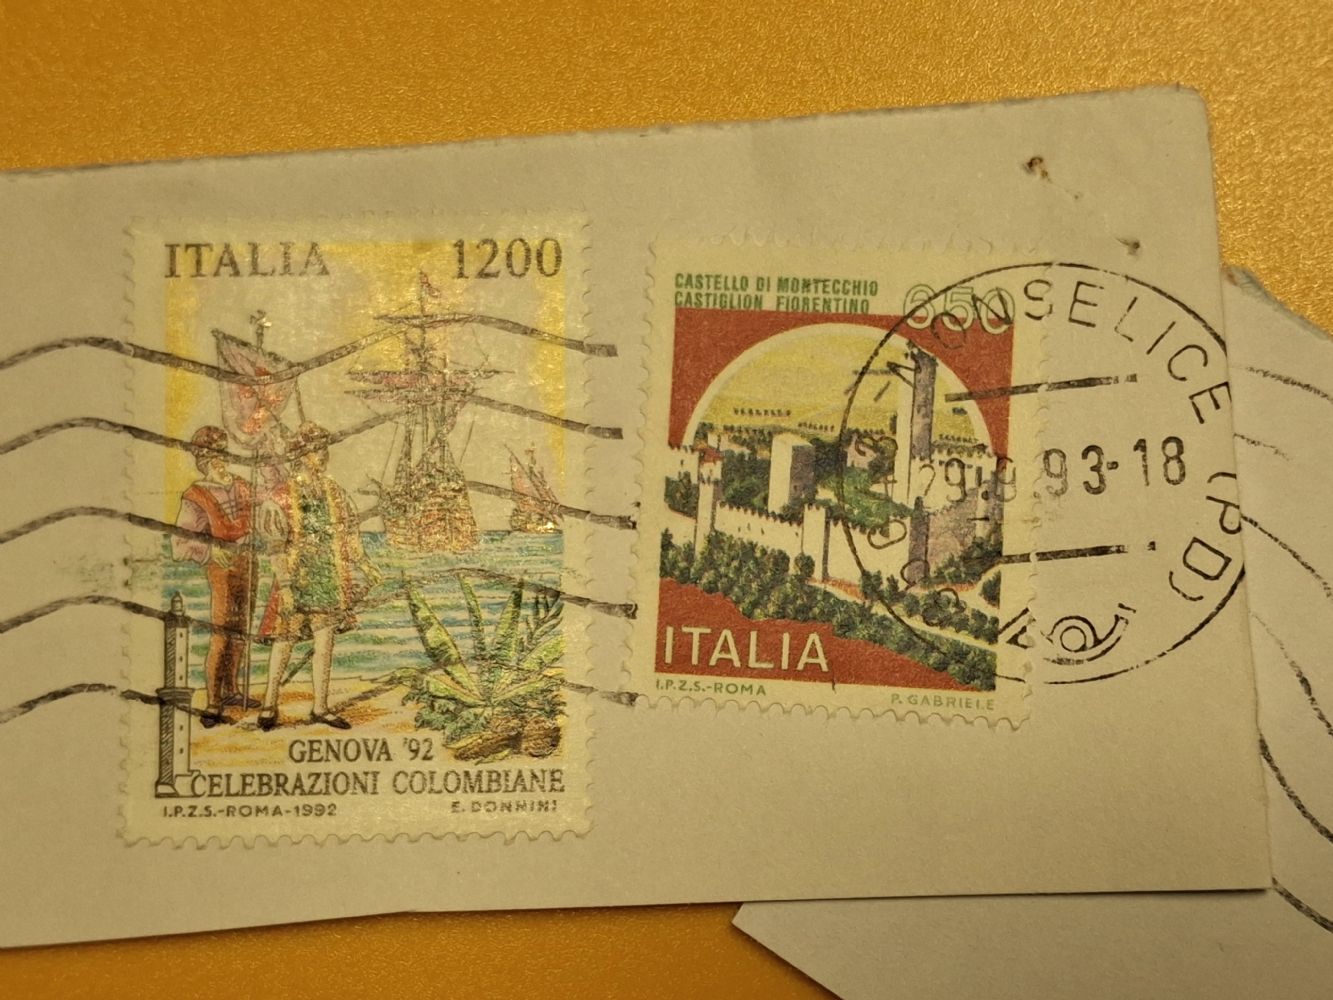 ITALIA 1200
GENOVA '92
CELEBRAZIONI COLOMBIANE
I.P.Z.S.-ROMA-1992 E. DONNINI
CASTELLO DI MONTECCHIO
CASTIGLION FIORENTINO
650
ITALIA
I.P.Z.S.-ROMA P. GABRIELE
MONSELICE (PD)
29.9.93-18